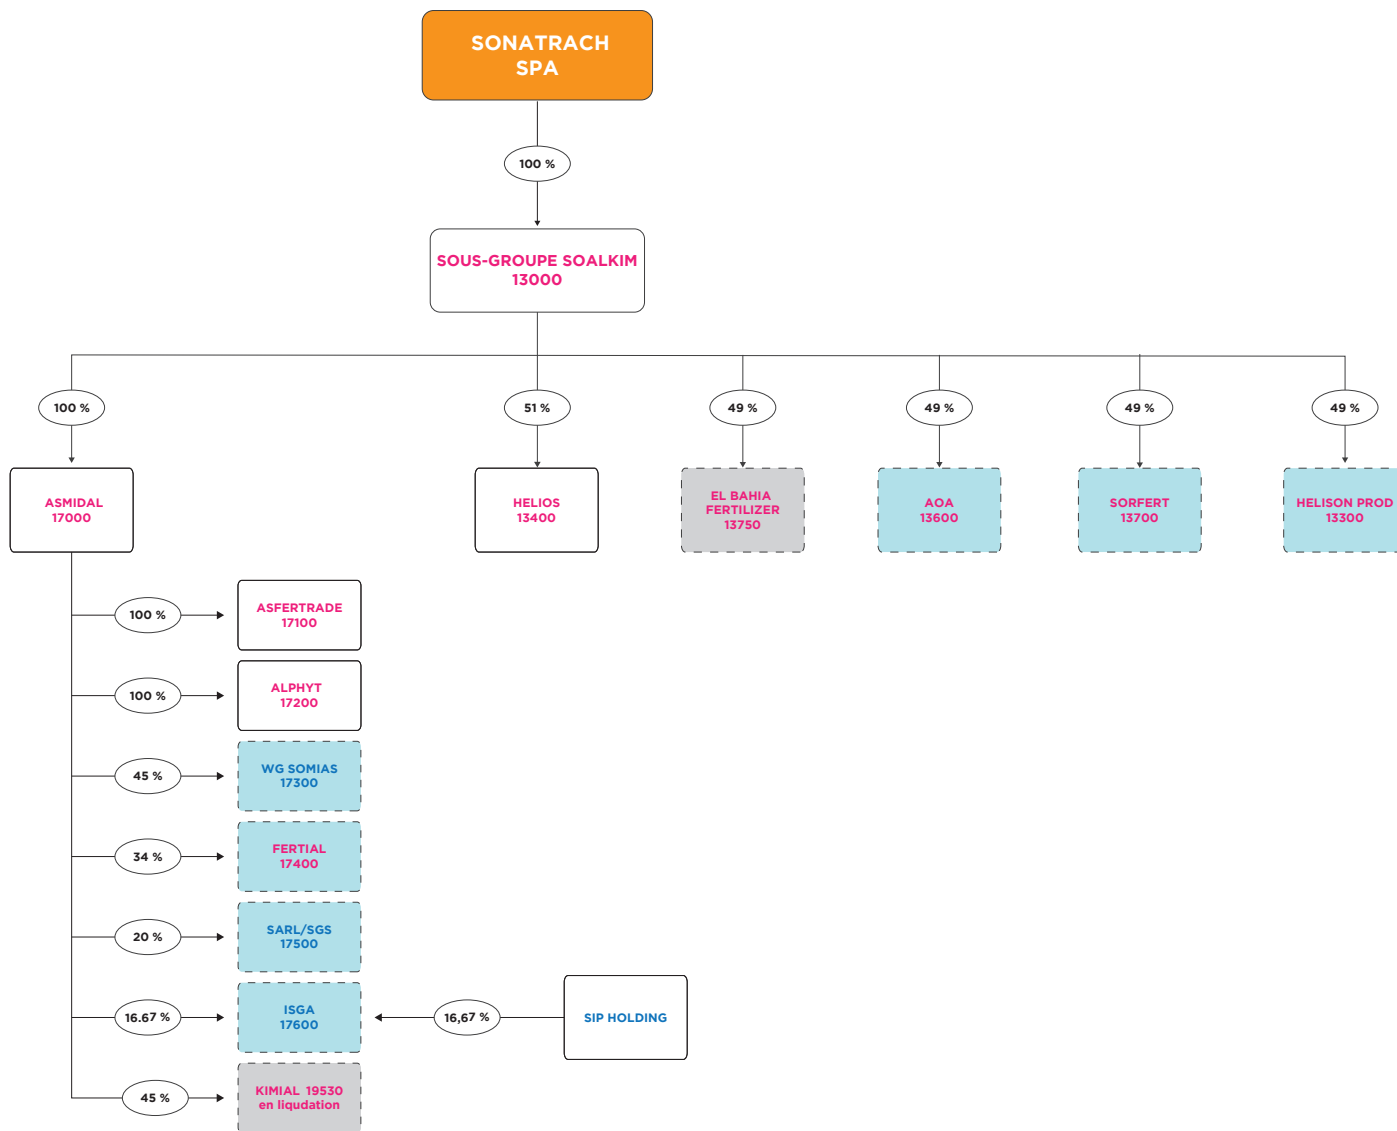 SONATRACH
SPA
100 %
SOUS-GROUPE SOALKIM
13000
100 %
51 %
49 %
49 %
49 %
49 %
ASMIDAL
17000
HELIOS
13400
EL BAHIA
FERTILIZER
13750
AOA
13600
SORFERT
13700
HELISON PROD
13300
100 %
ASFERTRADE
17100
100 %
ALPHYT
17200
45 %
WG SOMIAS
17300
34 %
FERTIAL
17400
20 %
SARL/SGS
17500
16.67 %
ISGA
17600
16,67 %
SIP HOLDING
45 %
KIMIAL 19530
en liqudation